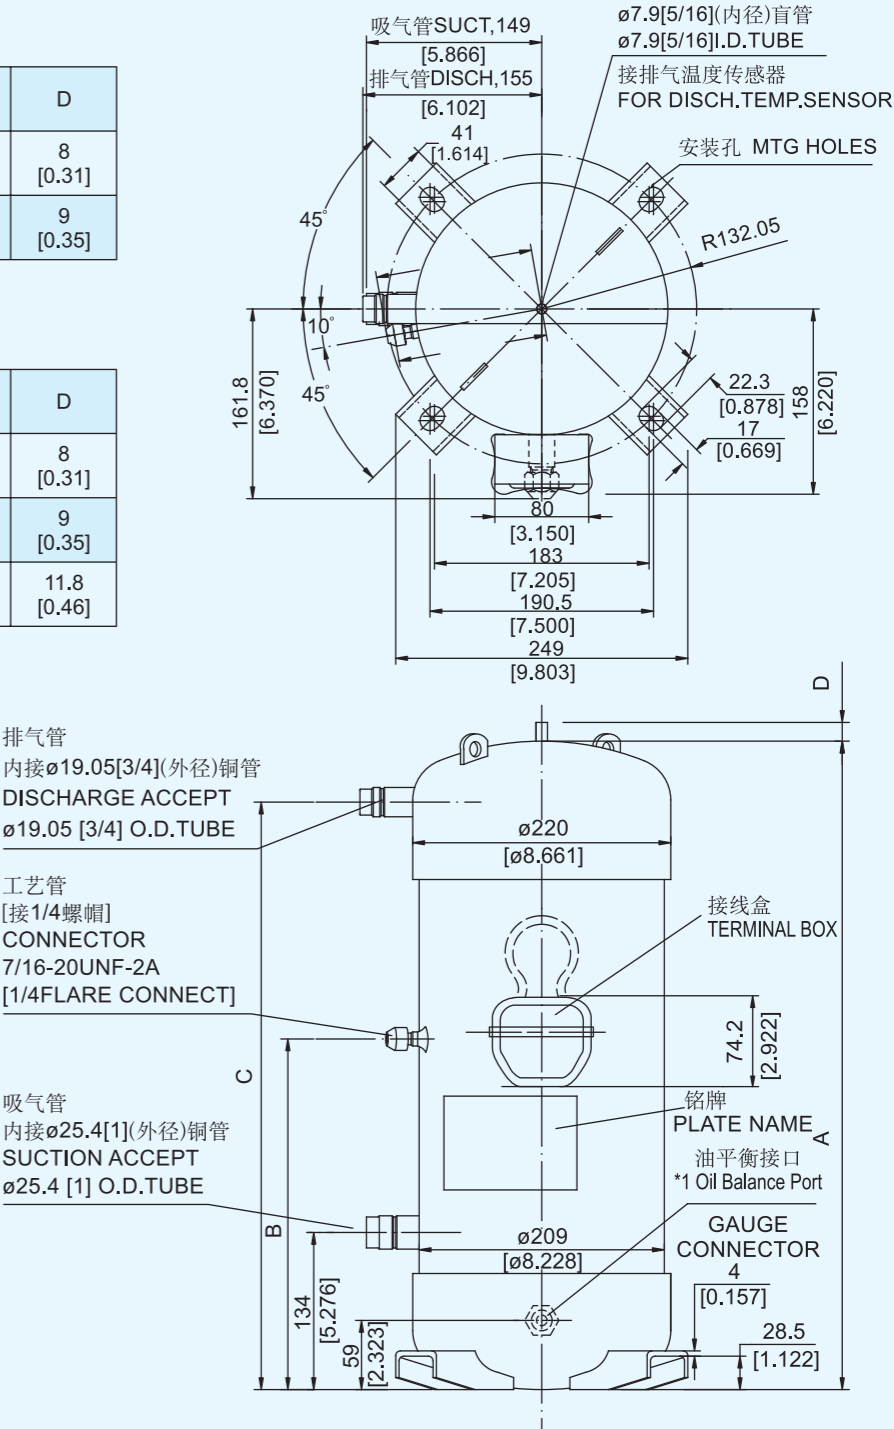 吸气管SUCT,149
[5.866]
排气管DISCH,155
[6.102]
41
[1.614]
ø7.9[5/16](内径)盲管
ø7.9[5/16]I.D.TUBE
接排气温度传感器
FOR DISCH.TEMP.SENSOR
安装孔 MTG HOLES
R132.05
D
8
[0.31]
9
[0.35]
45°
10°
45°
161.8
[6.370]
22.3
[0.878]
17
[0.669]
158
[6.220]
80
[3.150]
183
[7.205]
190.5
[7.500]
249
[9.803]
D
8
[0.31]
9
[0.35]
11.8
[0.46]
D
排气管
内接ø19.05[3/4](外径)铜管
DISCHARGE ACCEPT
ø19.05 [3/4] O.D.TUBE
ø220
[ø8.661]
工艺管
[接1/4螺帽]
CONNECTOR
7/16-20UNF-2A
[1/4FLARE CONNECT]
接线盒
TERMINAL BOX
74.2
[2.922]
C
吸气管
内接ø25.4[1](外径)铜管
SUCTION ACCEPT
ø25.4 [1] O.D.TUBE
铭牌
PLATE NAME
A
油平衡接口
*1 Oil Balance Port
GAUGE
CONNECTOR
B
ø209
[ø8.228]
4
[0.157]
134
[5.276]
59
[2.323]
28.5
[1.122]